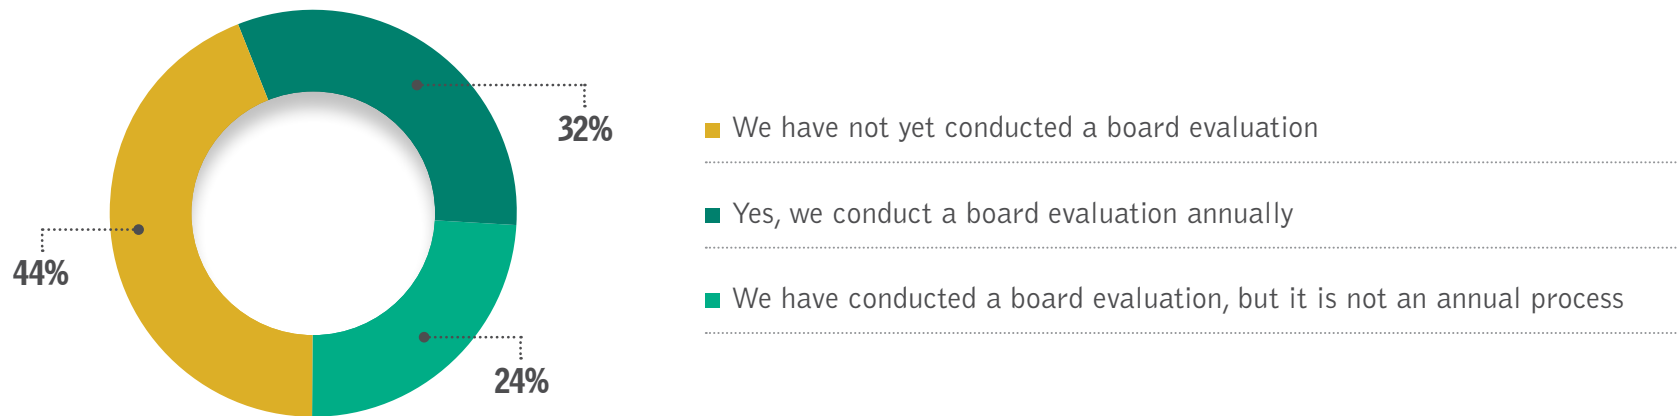 32%
44%
24%
We have not yet conducted a board evaluation
Yes, we conduct a board evaluation annually
We have conducted a board evaluation, but it is not an annual process